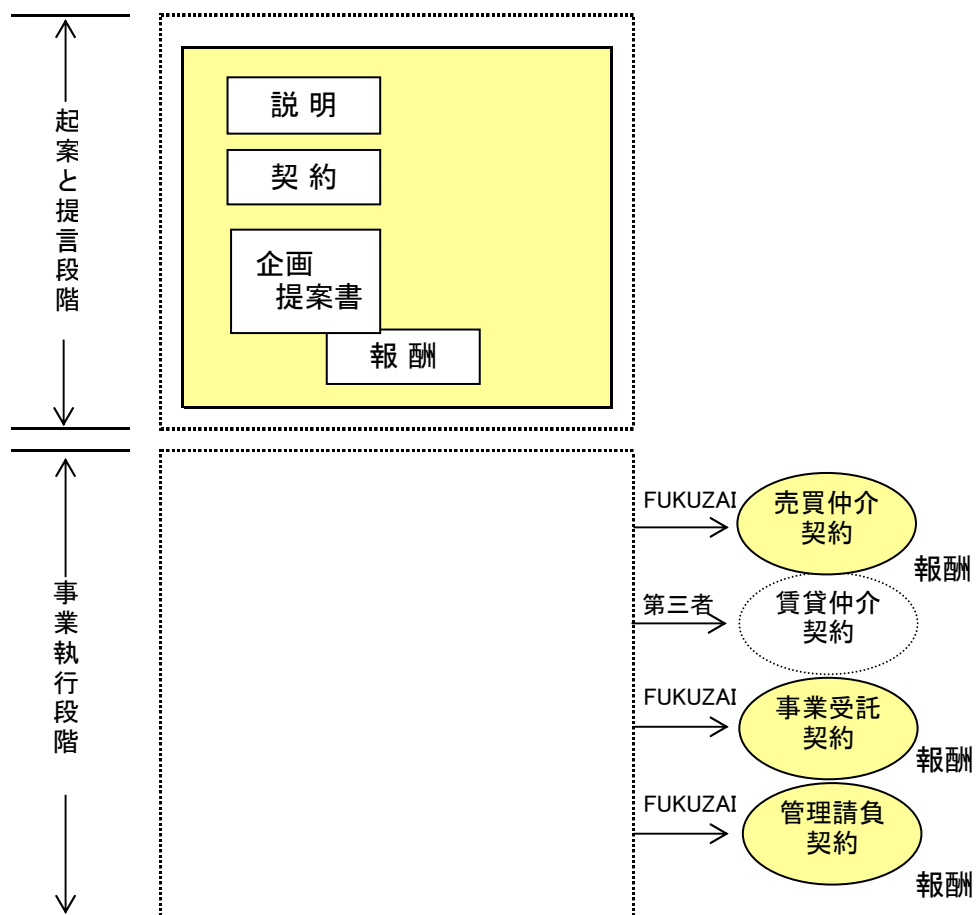 起案と提言段階
説 明
契 約
企画
提案書
報 酬
事業執行段階
FUKUZAI
売買仲介
契約
報酬
第三者
賃貸仲介
契約
FUKUZAI
事業受託
契約
報酬
FUKUZAI
管理請負
契約
報酬